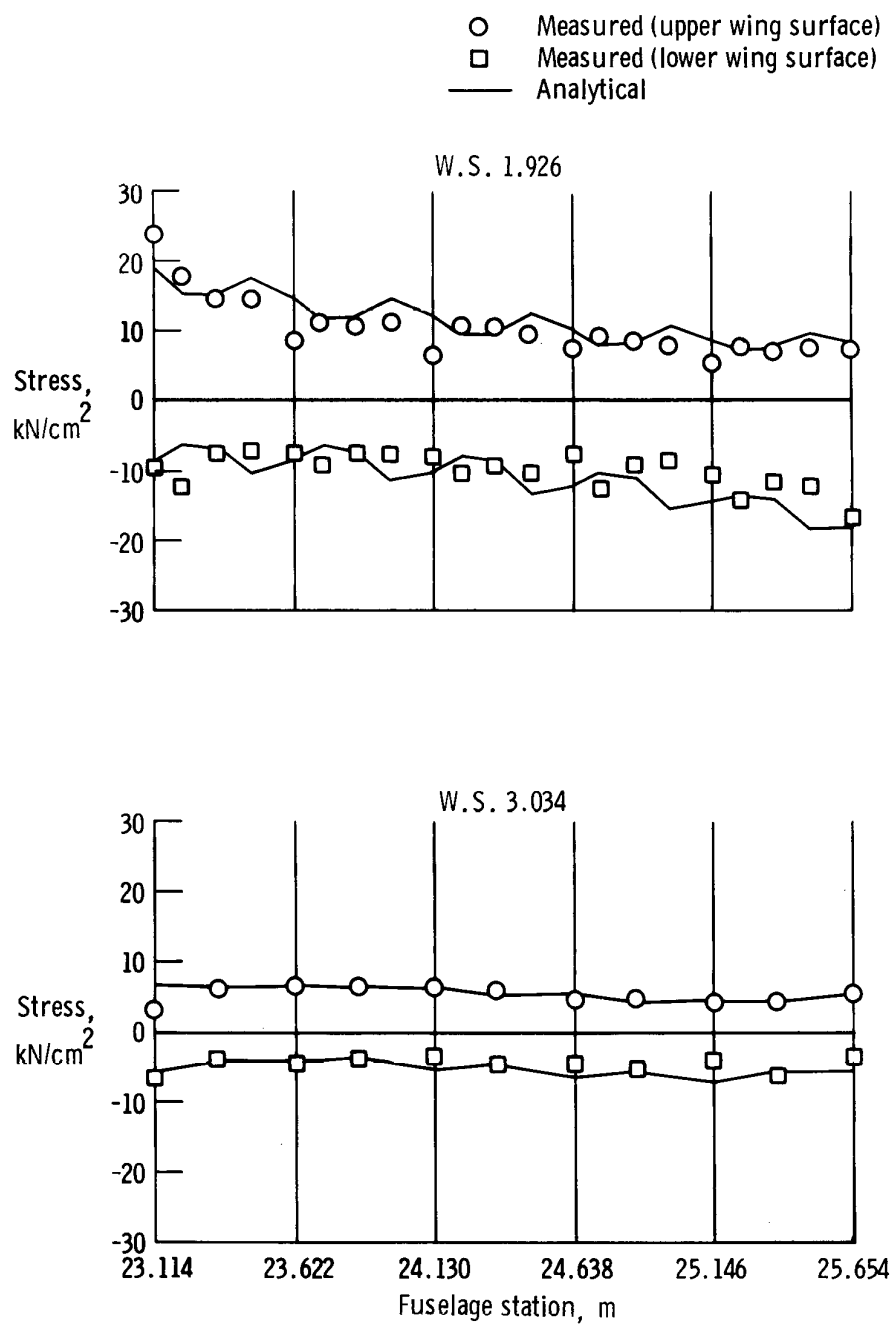 Measured (upper wing surface)
Measured (lower wing surface)
Analytical
W.S. 1.926
30
20
10
0
-10
-20
-30
Stress,
kN/cm²
W.S. 3.034
30
20
10
0
-10
-20
-30
Stress,
kN/cm²
23.114 23.622 24.130 24.638 25.146 25.654
Fuselage station, m